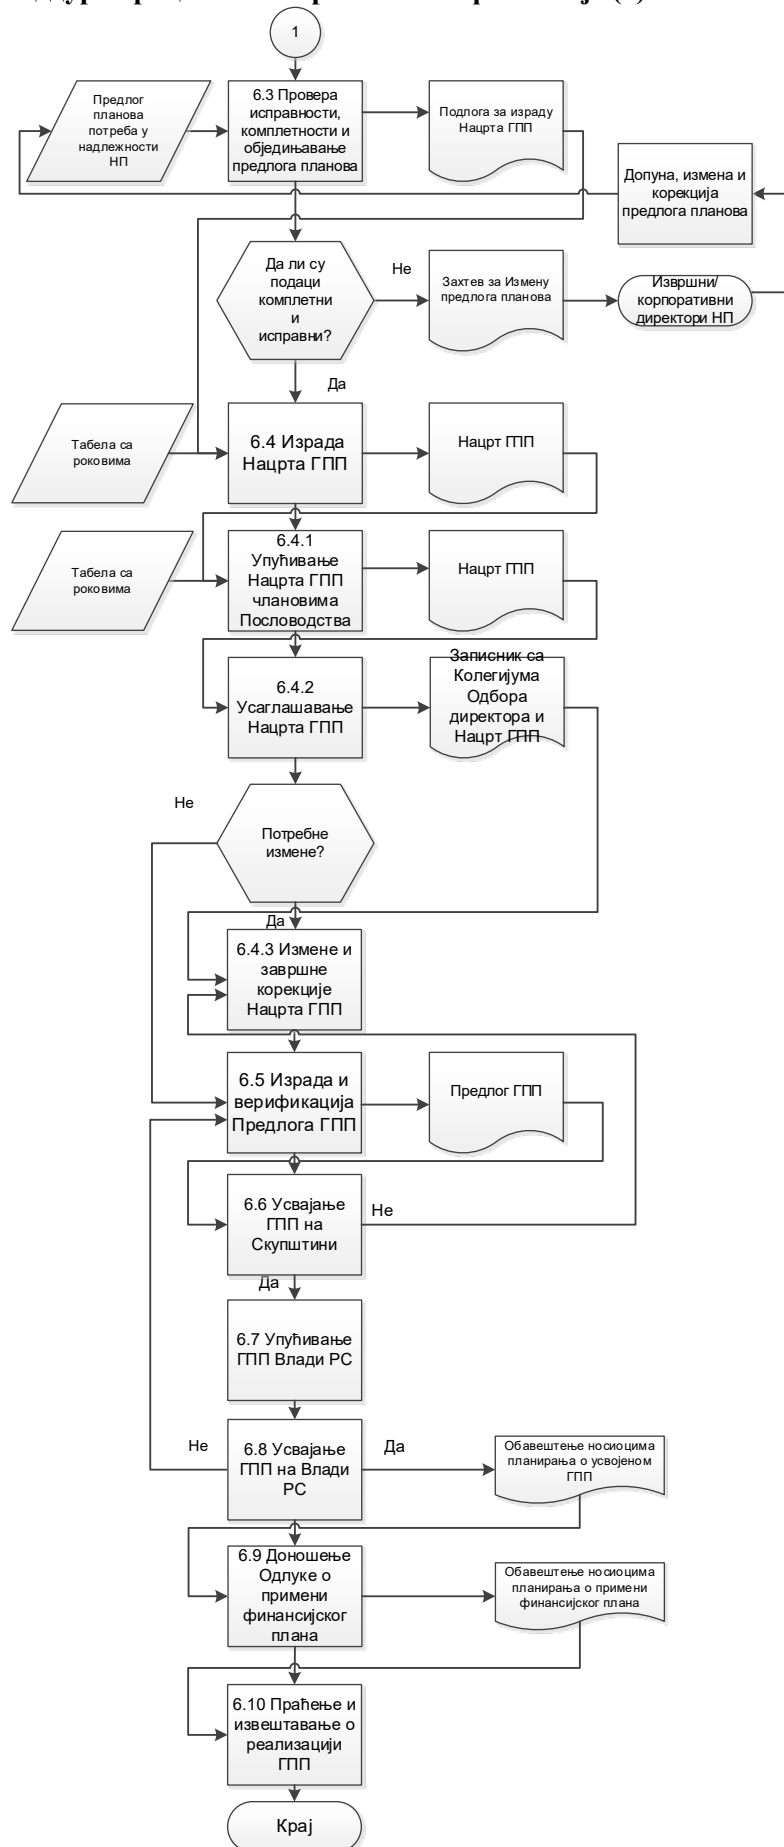 1
Предлог
планова
потреба у
надлежности
НП
6.3 Провера
исправности,
комплетности и
обједињавање
предлога планова
Подлога за израду
Нацрта ГПП
Допуна, измена и
корекција
предлога планова
Да ли су
подаци
комплетни
и
исправни?
Не
Захтев за Измену
предлога планова
Извршни/
корпоративни
директори НП
Да
Табела са
роковима
6.4 Израда
Нацрта ГПП
Нацрт ГПП
Табела са
роковима
6.4.1
Упућивање
Нацрта ГПП
члановима
Пословодства
Нацрт ГПП
6.4.2
Усаглашавање
Нацрта ГПП
Записник са
Колегијума
Одбора
директора и
Нацрт ГПП
Не
Потребне
измене?
Да
6.4.3 Измене и
завршне
корекције
Нацрта ГПП
6.5 Израда и
верификација
Предлога ГПП
Предлог ГПП
6.6 Усвајање
ГПП на
Скупштини
Не
Да
6.7 Упућивање
ГПП Влади РС
Не
6.8 Усвајање
ГПП на Влади
РС
Да
Обавештење носиоцима
планирања о усвојеном
ГПП
6.9 Доношење
Одлуке о
примени
финансијског
плана
Обавештење носиоцима
планирања о примени
финансијског плана
6.10 Праћење и
извештавање о
реализацији
ГПП
Крај